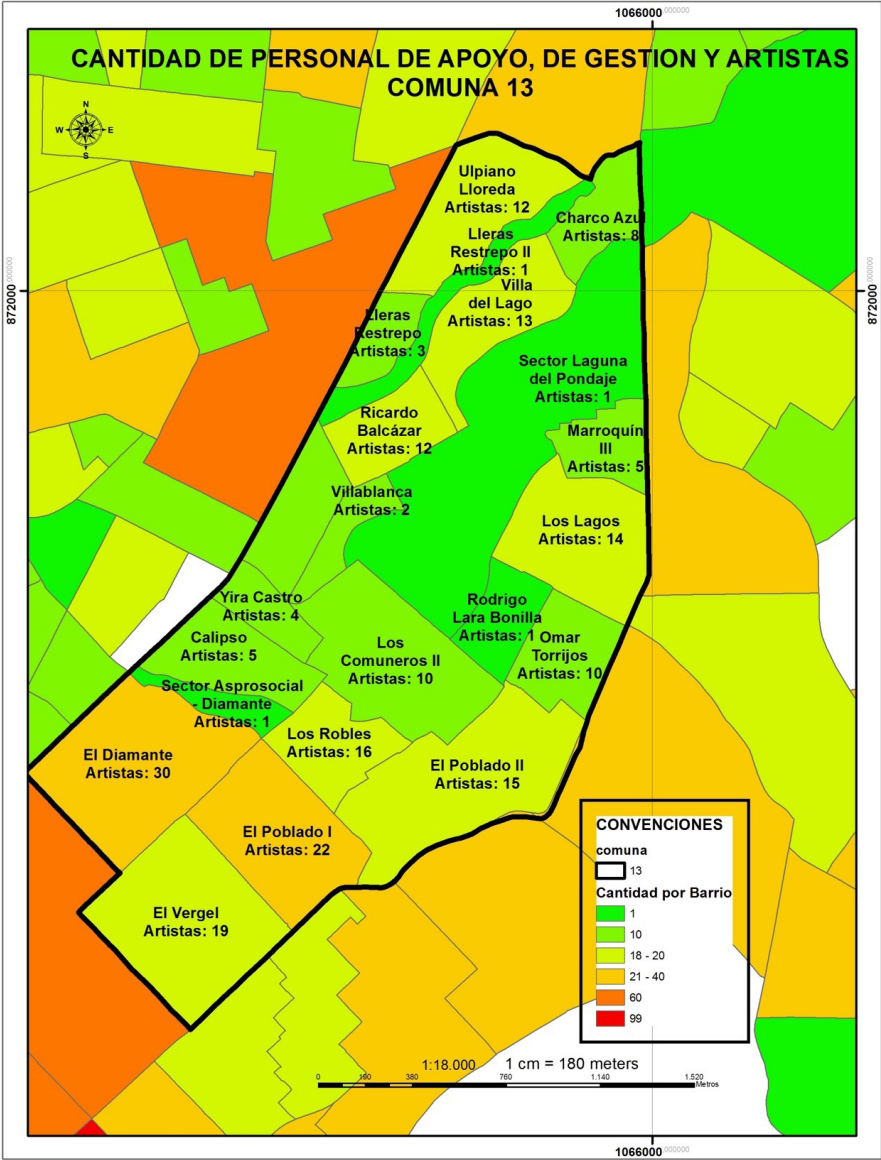 1066000.000000
CANTIDAD DE PERSONAL DE APOYO, DE GESTION Y ARTISTAS
COMUNA 13
N
W E
S
872000.000000
872000.000000
Ulpiano
Lloreda
Artistas: 12
Charco Azul
Artistas: 8
Lleras
Restrepo II
Artistas: 1
Villa
del Lago
Artistas: 13
Lleras
Restrepo
Artistas: 3
Sector Laguna
del Pondaje
Artistas: 1
Ricardo
Balcázar
Artistas: 12
Marroquín
III
Artistas: 5
Villablanca
Artistas: 2
Los Lagos
Artistas: 14
Yira Castro
Artistas: 4
Rodrigo
Lara Bonilla
Artistas: 1
Omar
Torrijos
Artistas: 10
Calipso
Artistas: 5
Los
Comuneros II
Artistas: 10
Sector Asprosocial
- Diamante
Artistas: 1
Los Robles
Artistas: 16
El Diamante
Artistas: 30
El Poblado II
Artistas: 15
El Poblado I
Artistas: 22
El Vergel
Artistas: 19
CONVENCIONES
comuna
13
Cantidad por Barrio
1
10
18 - 20
21 - 40
60
99
1:18.000 1 cm = 180 meters
0 190 380 760 1.140 1.520
Metros
1066000.000000